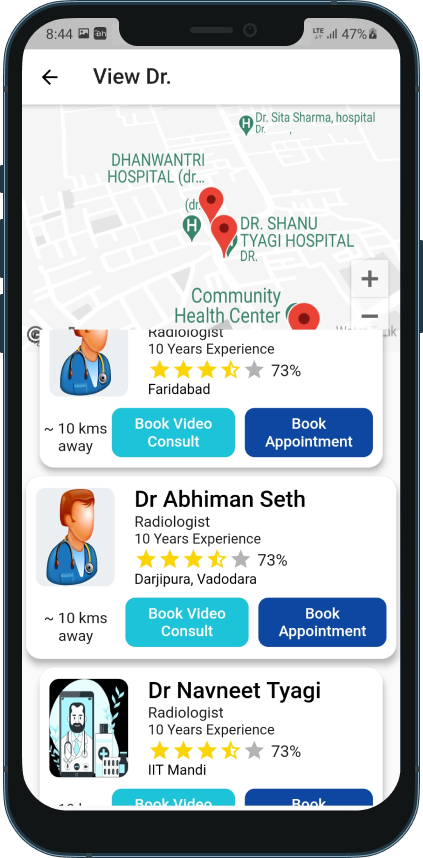 8:44
LTE
47%
View Dr.
Dr. Sita Sharma, hospital
Dr.
DHANWANTRI
HOSPITAL (dr...
(dr.
H
H
DR. SHANU
TYAGI HOSPITAL
DR.
Community
Health Center
+
−
Radiologist
10 Years Experience
73%
Faridabad
~ 10 kms
away
Book Video
Consult
Book
Appointment
Dr Abhiman Seth
Radiologist
10 Years Experience
73%
Darjipura, Vadodara
~ 10 kms
away
Book Video
Consult
Book
Appointment
Dr Navneet Tyagi
Radiologist
10 Years Experience
73%
IIT Mandi
Book Video
Book